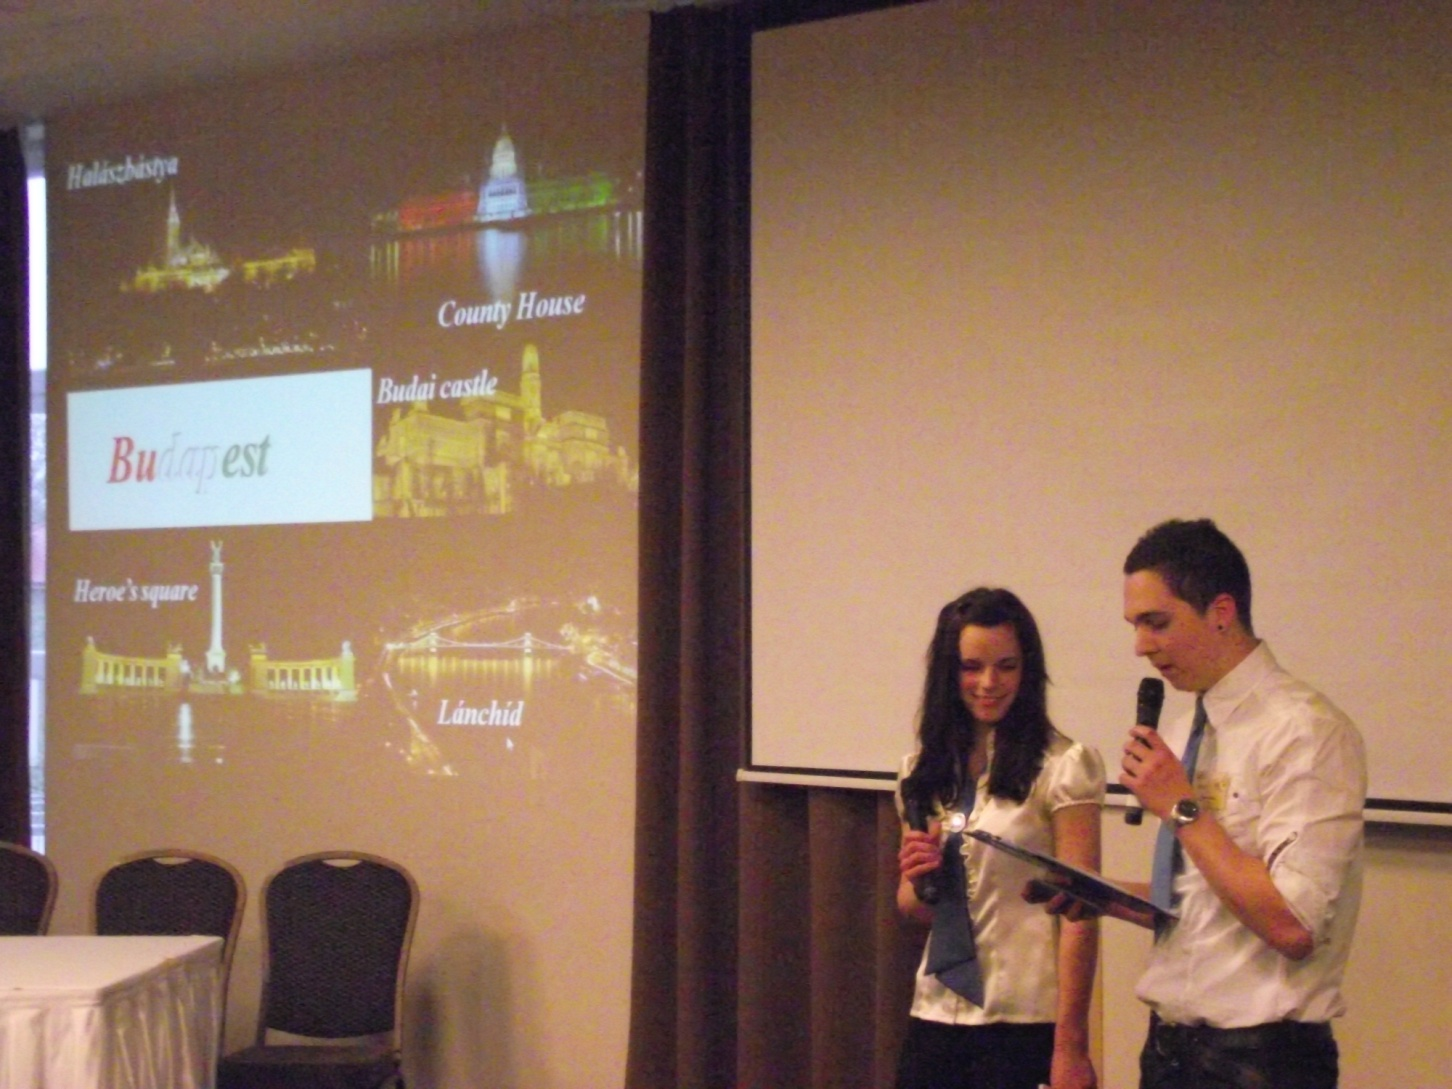 Halászbástya
County House
Budai castle
Budapest
Heroe's square
Lánchíd